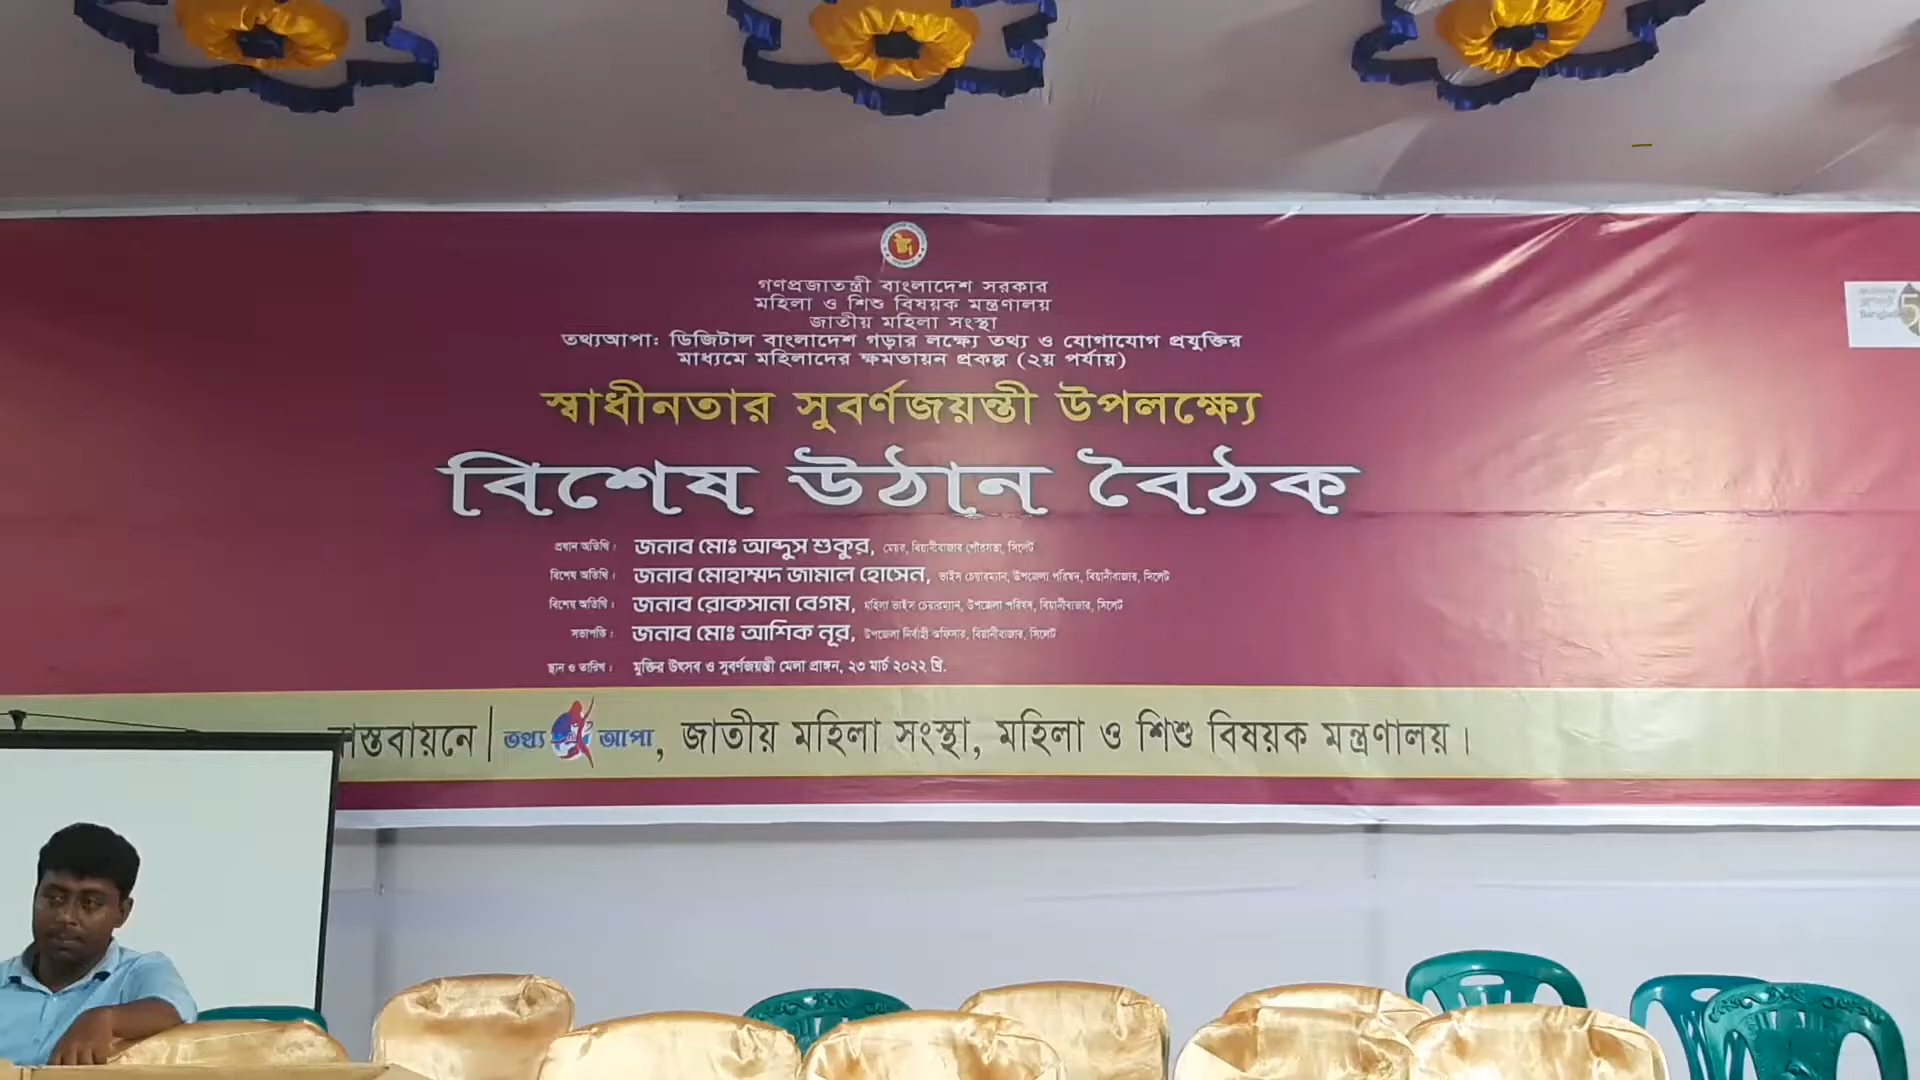 গণপ্রজাতন্ত্রী বাংলাদেশ সরকার
মহিলা ও শিশু বিষয়ক মন্ত্রণালয়
জাতীয় মহিলা সংস্থা
তথ্যআপা: ডিজিটাল বাংলাদেশ গড়ার লক্ষ্যে তথ্য ও যোগাযোগ প্রযুক্তির
মাধ্যমে মহিলাদের ক্ষমতায়ন প্রকল্প (২য় পর্যায়)
স্বাধীনতার সুবর্ণজয়ন্তী উপলক্ষ্যে
বিশেষ উঠান বৈঠক
প্রধান অতিথি : জনাব মোঃ আব্দুস শুকুর, মেয়র, বিয়ানীবাজার পৌরসভা, সিলেট
বিশেষ অতিথি : জনাব মোহাম্মদ জামাল হোসেন, ভাইস চেয়ারম্যান, উপজেলা পরিষদ, বিয়ানীবাজার, সিলেট
বিশেষ অতিথি : জনাব রোকসানা বেগম, মহিলা ভাইস চেয়ারম্যান, উপজেলা পরিষদ, বিয়ানীবাজার, সিলেট
সভাপতি : জনাব মোঃ আশিক নূর, উপজেলা নির্বাহী অফিসার, বিয়ানীবাজার, সিলেট
স্থান ও তারিখ : মুক্তির উৎসব ও সুবর্ণজয়ন্তী মেলা প্রাঙ্গন, ২৩ মার্চ ২০২২ খ্রি.
বাস্তবায়নে | তথ্য আপা, জাতীয় মহিলা সংস্থা, মহিলা ও শিশু বিষয়ক মন্ত্রণালয়।